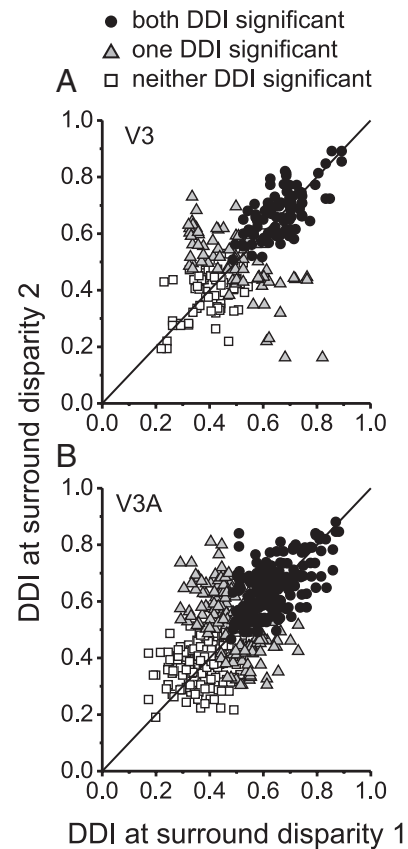 both DDI significant
one DDI significant
neither DDI significant
A
V3
1.0
0.8
0.6
0.4
0.2
0.0
0.0 0.2 0.4 0.6 0.8 1.0
DDI at surround disparity 2
B
V3A
1.0
0.8
0.6
0.4
0.2
0.0
0.0 0.2 0.4 0.6 0.8 1.0
DDI at surround disparity 1